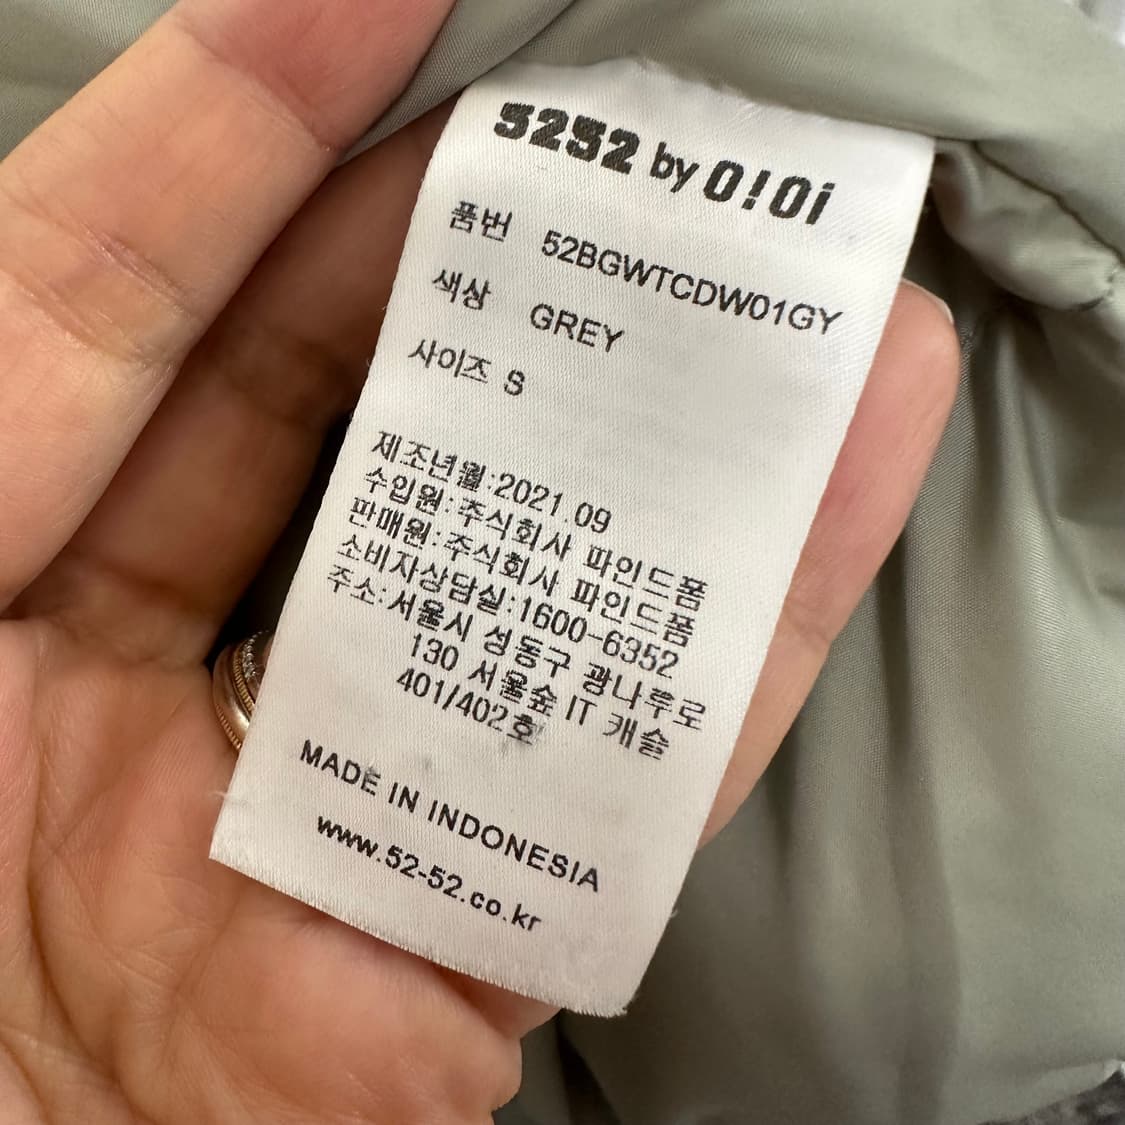 5252 by O!Oi
품번 52BGWTCDW01GY
색상 GREY
사이즈 S
제조년월:2021.09
수입원:주식회사 파인드폼
판매원:주식회사 파인드폼
소비자상담실:1600-6352
주소:서울시 성동구 광나루로
130 서울숲 IT 캐슬
401/402호
MADE IN INDONESIA
www.52-52.co.kr